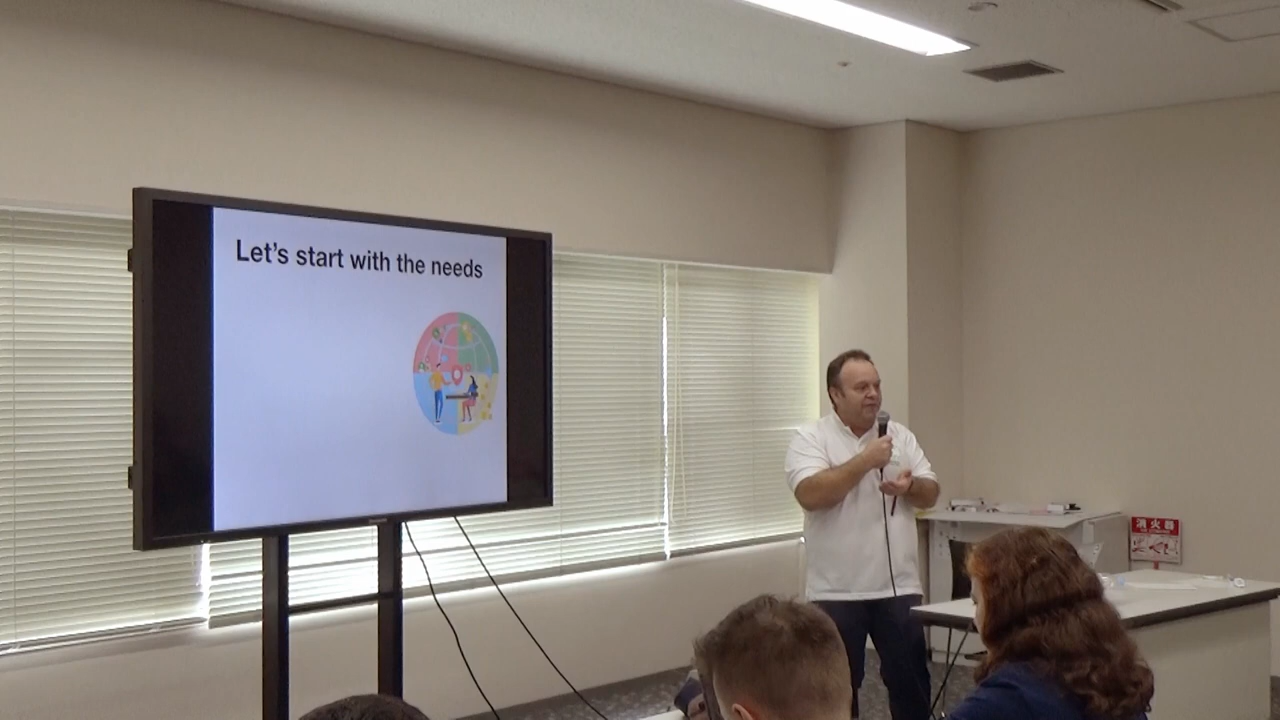 Let's start with the needs
消火器